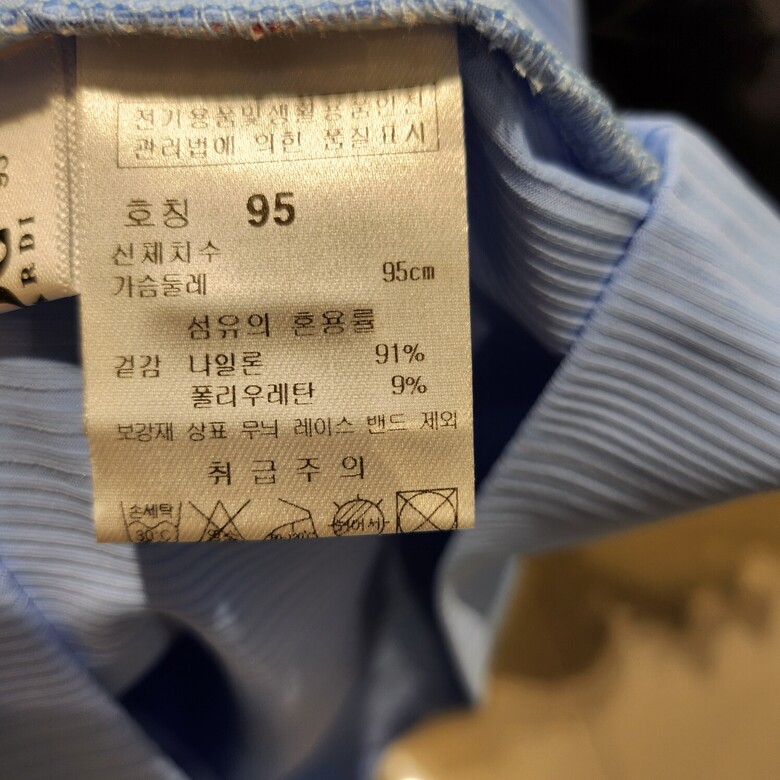 전기용품및생활용품안전
관리법에 의한 품질표시
호칭 95
신체치수
가슴둘레 95cm
섬유의 혼용률
겉감 나일론 91%
폴리우레탄 9%
보강재 상표 무늬 레이스 밴드 제외
취급주의
손세탁
30℃
95
RDI